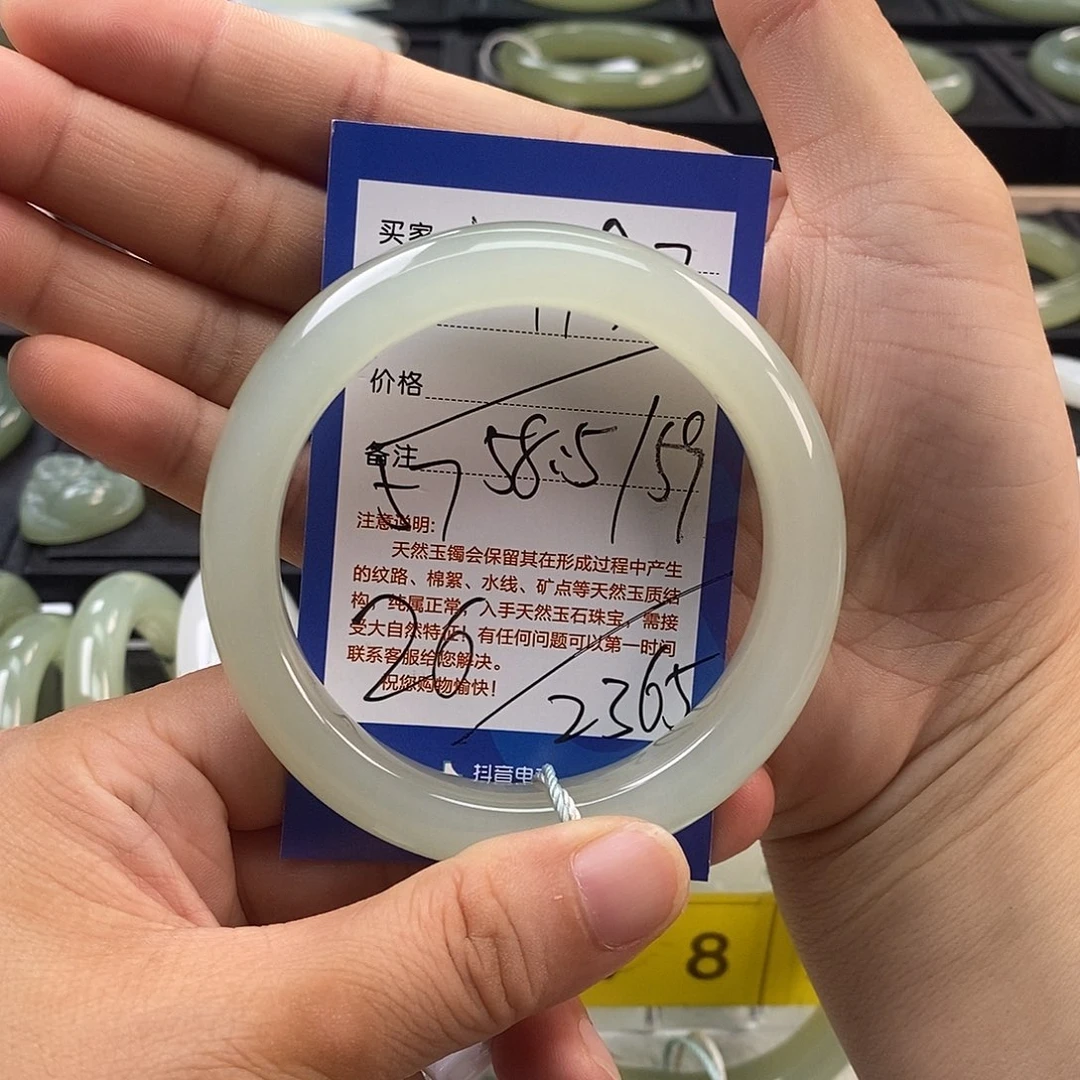 买家
价格
备注
57 58.5/59
注意说明:
天然玉镯会保留其在形成过程中产生
的纹路、棉絮、水线、矿点等天然玉质结
构，纯属正常，入手天然玉石珠宝，需接
受大自然特征！有任何问题可以第一时间
联系客服给您解决。
祝您购物愉快！
26 / 2365
抖音电
8